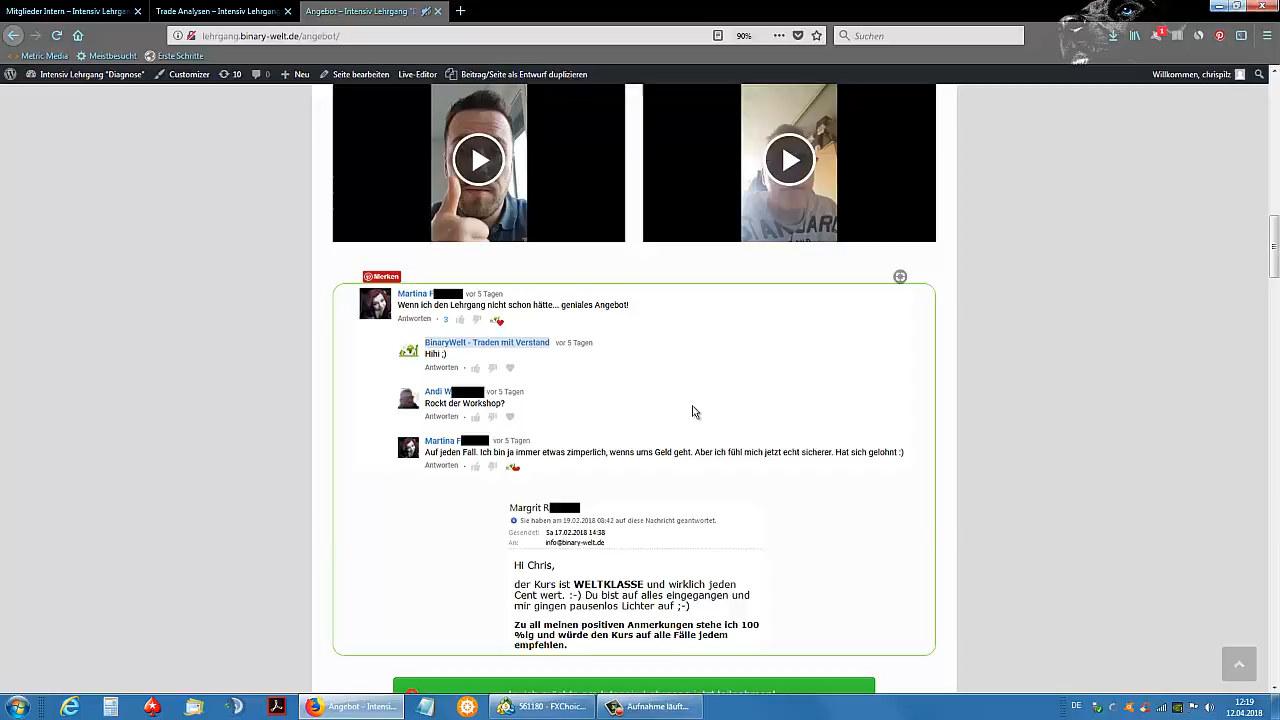 Mitglieder Intern – Intensiv Lehrgan
Trade Analysen – Intensiv Lehrgang
Angebot – Intensiv Lehrgang "D
lehrgang.binary-welt.de/angebot/
90%
Suchen
1
Metric Media
Meistbesucht
Erste Schritte
Intensiv Lehrgang "Diagnose"
Customizer
10
0
Neu
Seite bearbeiten
Live-Editor
Beitrag/Seite als Entwurf duplizieren
Willkommen, chrispilz
STANDARD
Merken
Martina F vor 5 Tagen
Wenn ich den Lehrgang nicht schon hätte... geniales Angebot!
Antworten · 3
BinaryWelt - Traden mit Verstand vor 5 Tagen
Hihi ;)
Antworten ·
Andi W vor 5 Tagen
Rockt der Workshop?
Antworten ·
Martina F vor 5 Tagen
Auf jeden Fall. Ich bin ja immer etwas zimperlich, wenns ums Geld geht. Aber ich fühl mich jetzt echt sicherer. Hat sich gelohnt :)
Antworten ·
Margrit R
Sie haben am 19.02.2018 08:42 auf diese Nachricht geantwortet.
Gesendet: Sa 17.02.2018 14:38
An: info@binary-welt.de
Hi Chris,
der Kurs ist WELTKLASSE und wirklich jeden
Cent wert. :-) Du bist auf alles eingegangen und
mir gingen pausenlos Lichter auf ;-)
Zu all meinen positiven Anmerkungen stehe ich 100
%ig und würde den Kurs auf alle Fälle jedem
empfehlen.
Angebot – Intensi...
561180 - FXChoic...
Aufnahme läuft...
DE
12:19
12.04.2018